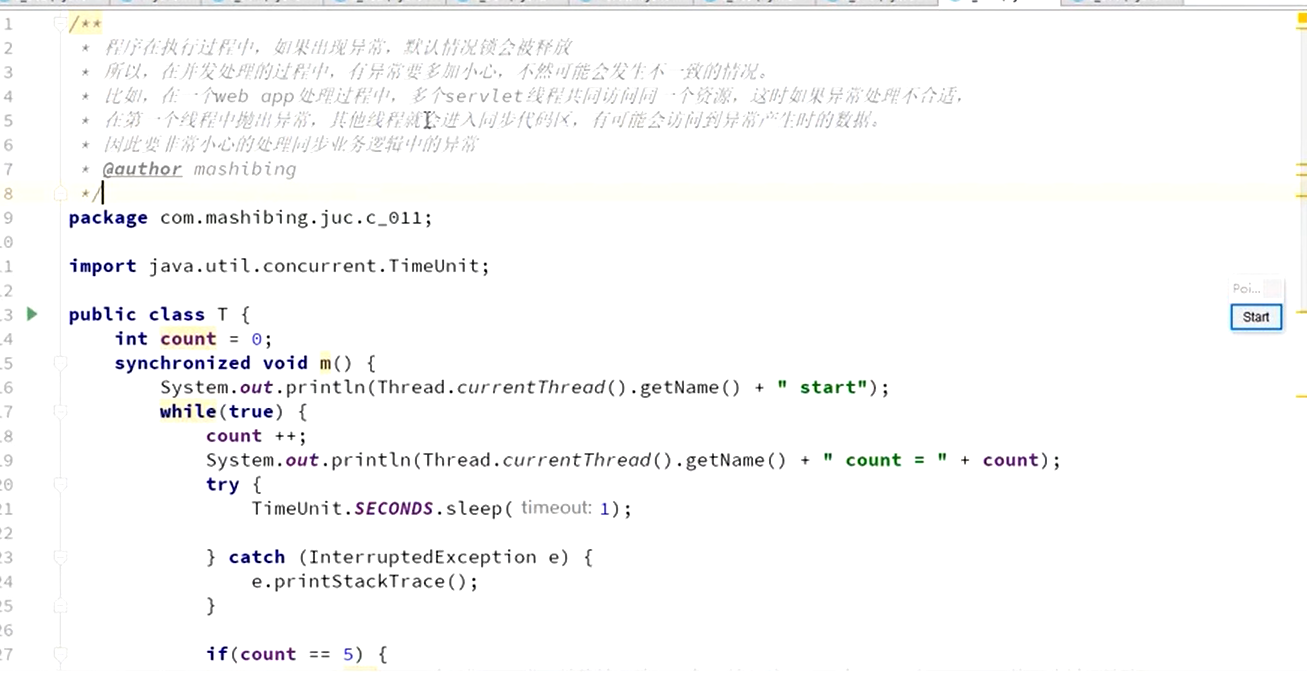 1 /**
2 * 程序在执行过程中，如果出现异常，默认情况锁会被释放
3 * 所以，在并发处理的过程中，有异常要多加小心，不然可能会发生不一致的情况。
4 * 比如，在一个web app处理过程中，多个servlet线程共同访问同一个资源，这时如果异常处理不合适，
5 * 在第一个线程中抛出异常，其他线程就会进入同步代码区，有可能会访问到异常产生时的数据。
6 * 因此要非常小心的处理同步业务逻辑中的异常
7 * @author mashibing
8 */
9 package com.mashibing.juc.c_011;
0
1 import java.util.concurrent.TimeUnit;
2
3 public class T {
4 int count = 0;
5 synchronized void m() {
6 System.out.println(Thread.currentThread().getName() + " start");
7 while(true) {
8 count ++;
9 System.out.println(Thread.currentThread().getName() + " count = " + count);
20 try {
21 TimeUnit.SECONDS.sleep( timeout: 1);
22
23 } catch (InterruptedException e) {
24 e.printStackTrace();
25 }
26
27 if(count == 5) {
Poi...
Start